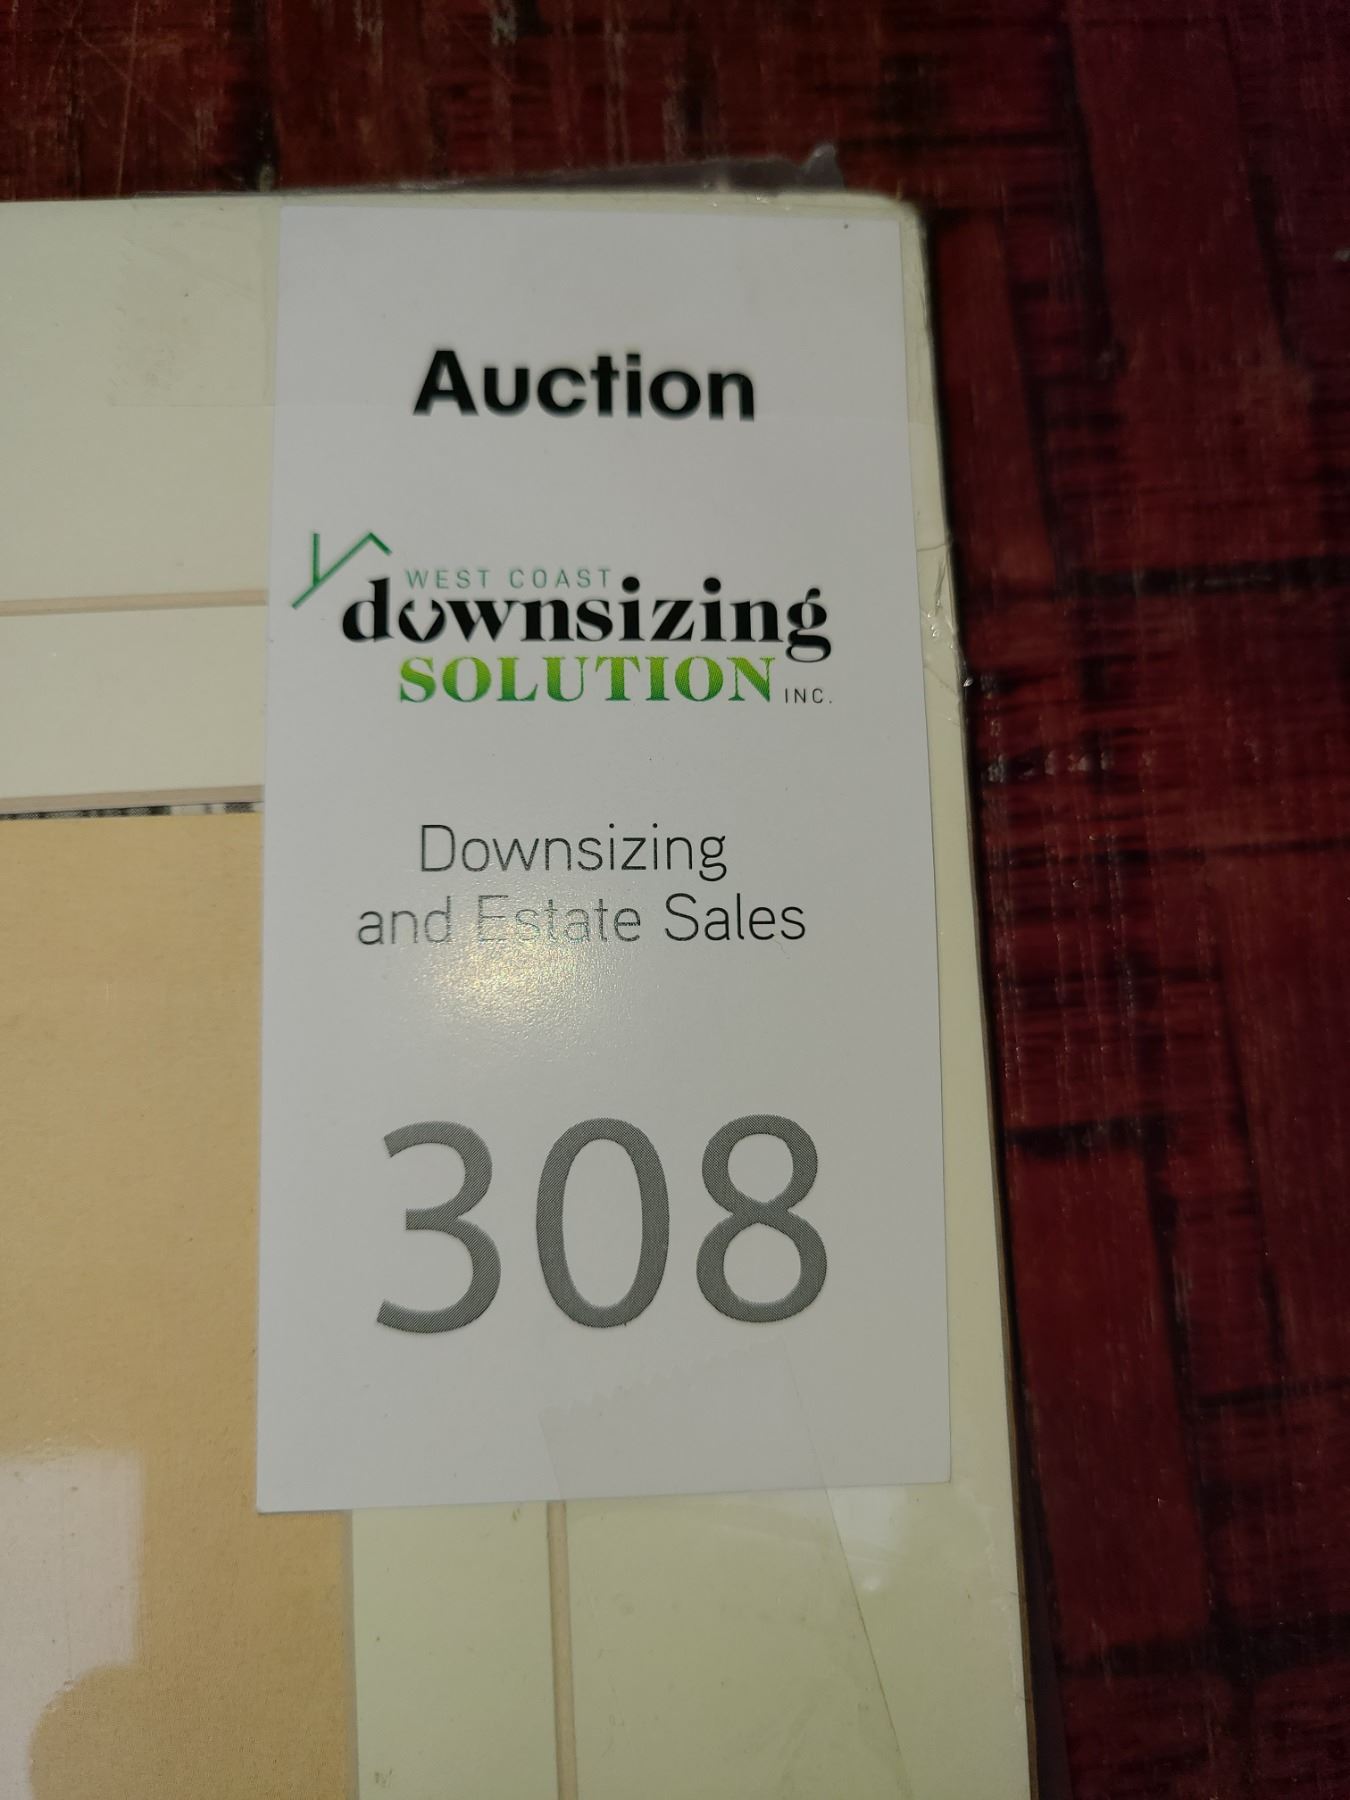 Auction
WEST COAST
downsizing
SOLUTION INC.
Downsizing
and Estate Sales
308